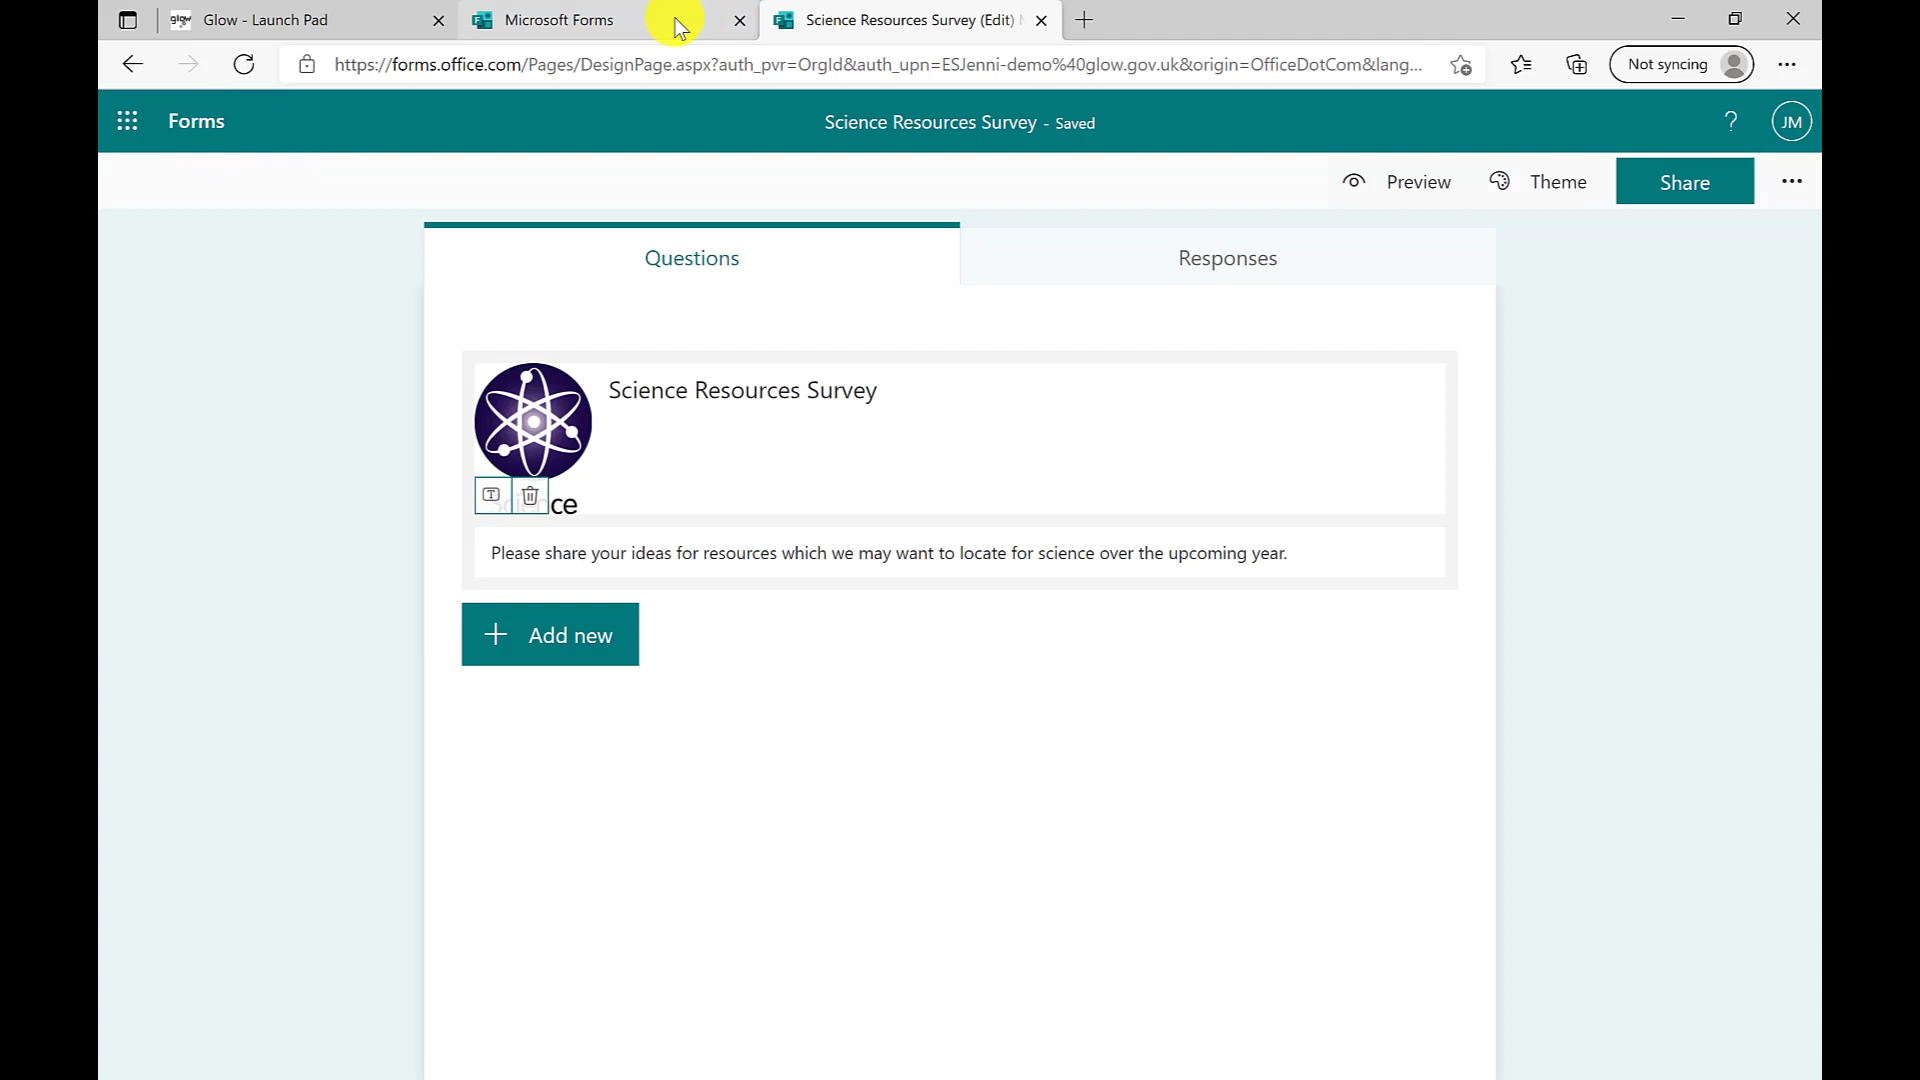 Glow - Launch Pad
Microsoft Forms
Science Resources Survey (Edit)
https://forms.office.com/Pages/DesignPage.aspx?auth_pvr=OrgId&auth_upn=ESJenni-demo%40glow.gov.uk&origin=OfficeDotCom&lang...
Not syncing
Forms
Science Resources Survey - Saved
? JM
Preview
Theme
Share
Questions
Responses
Science Resources Survey
Science
Please share your ideas for resources which we may want to locate for science over the upcoming year.
+ Add new